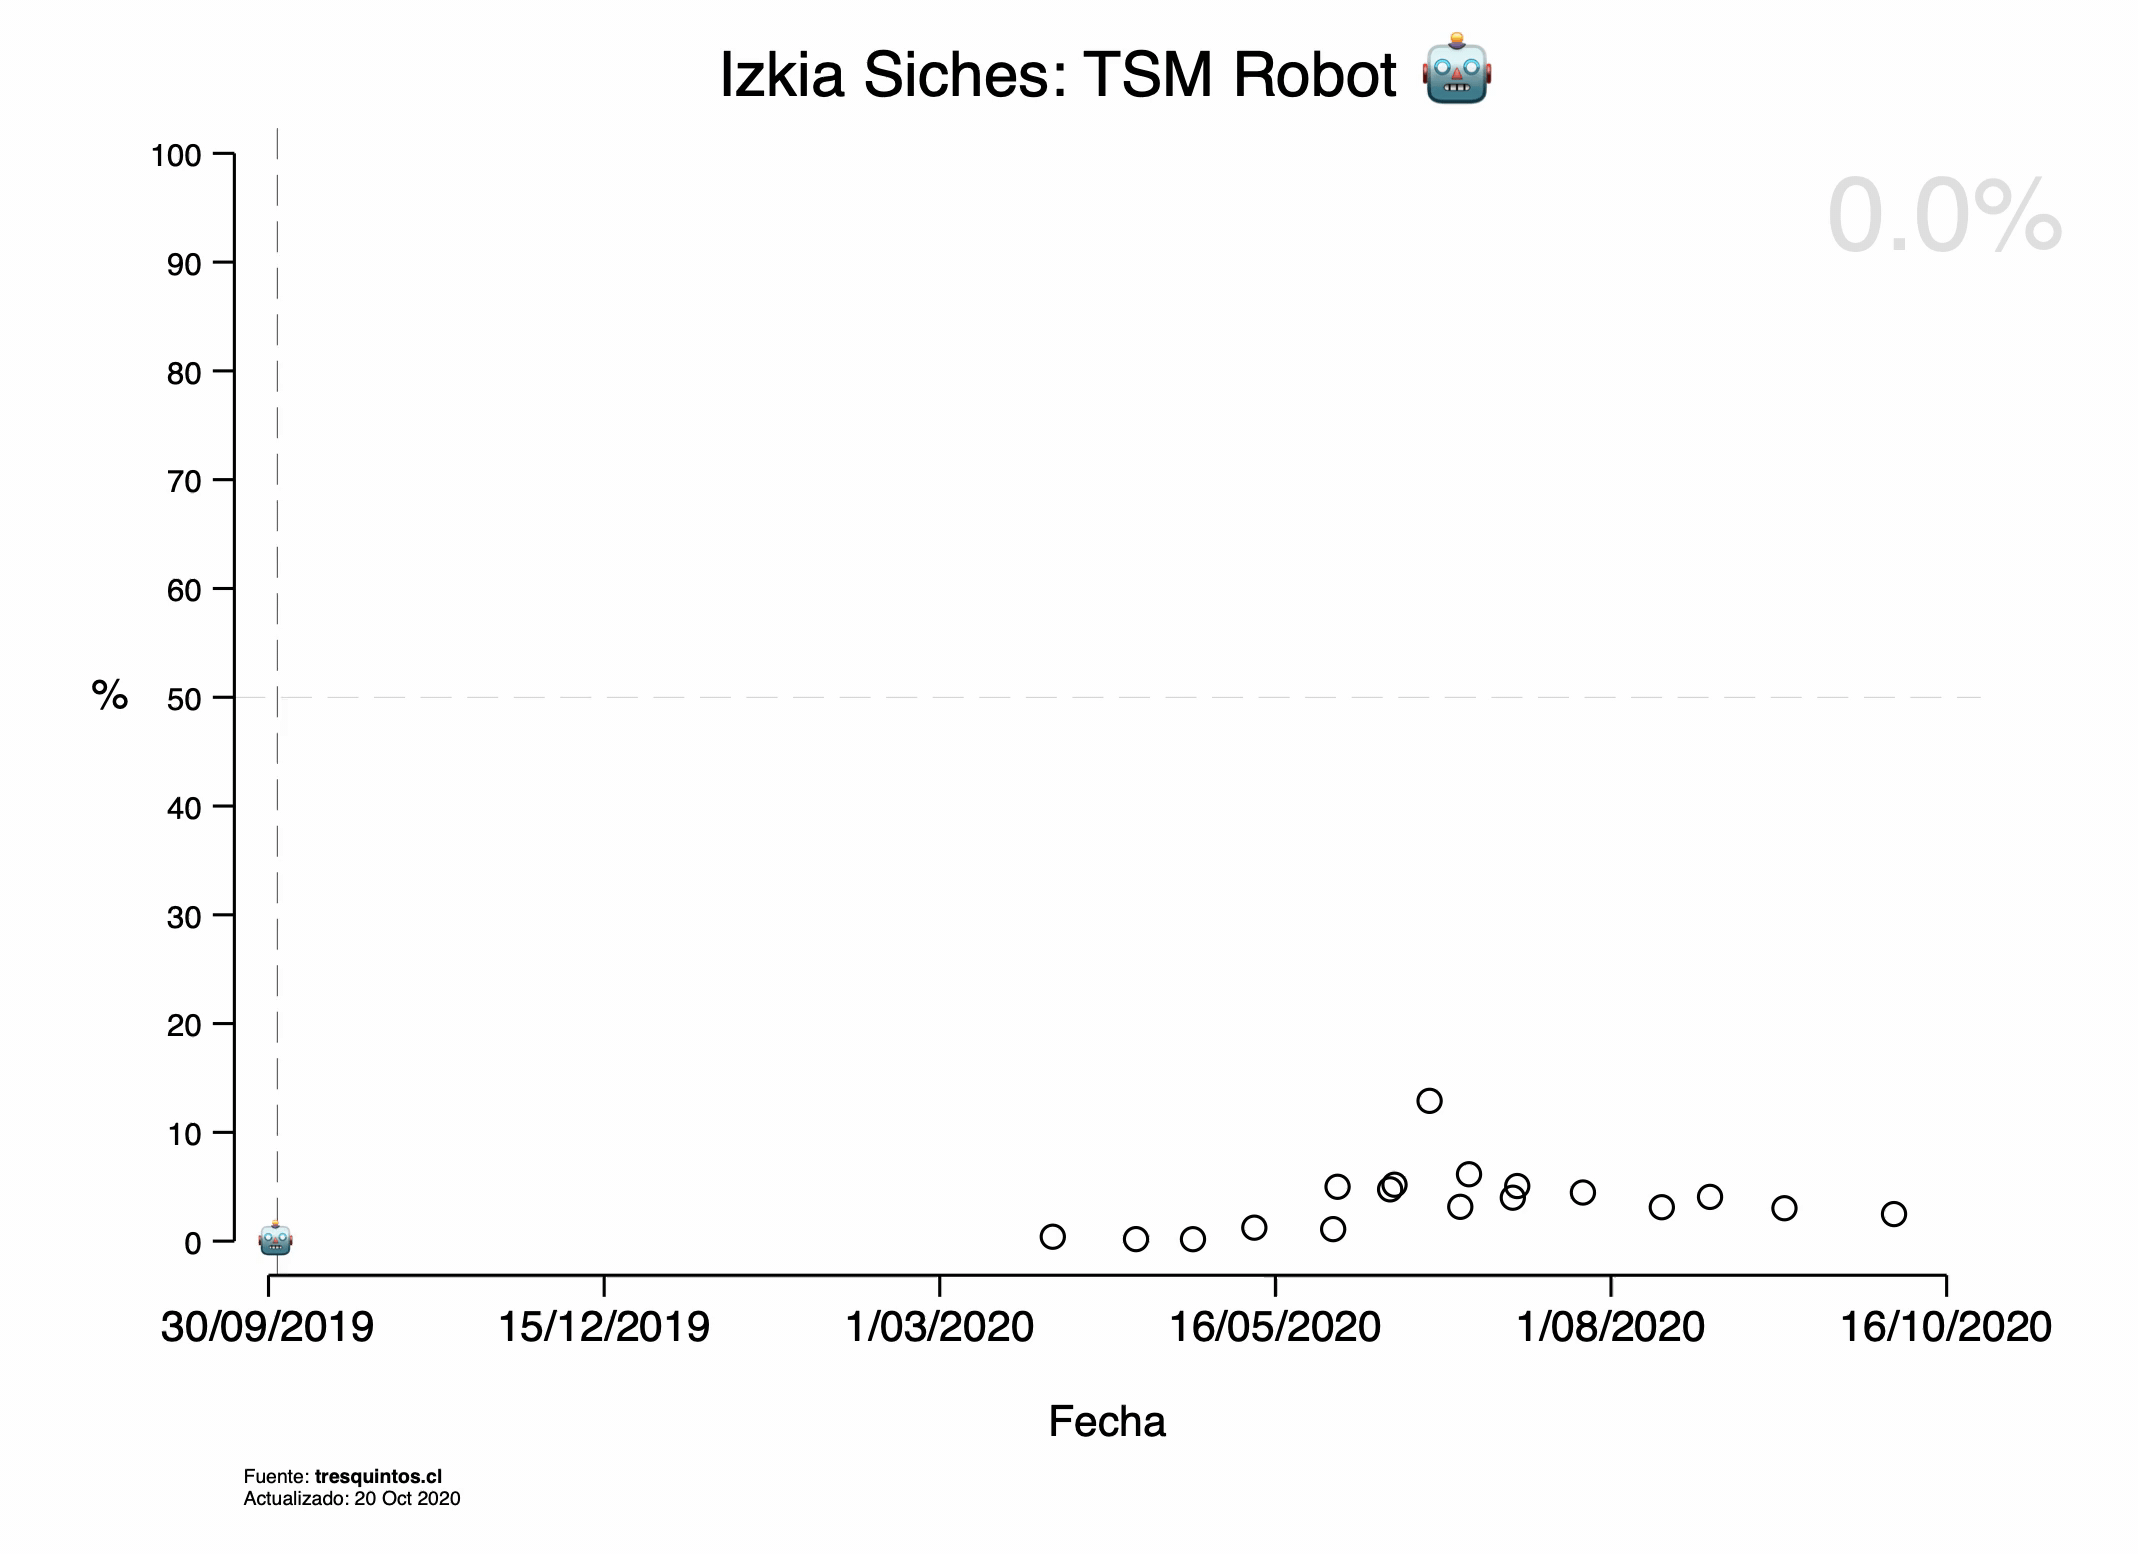 Izkia Siches: TSM Robot 🤖
0.0%
100
90
80
70
60
% 50
40
30
20
10
0
30/09/2019 15/12/2019 1/03/2020 16/05/2020 1/08/2020 16/10/2020
Fecha
Fuente: tresquintos.cl
Actualizado: 20 Oct 2020